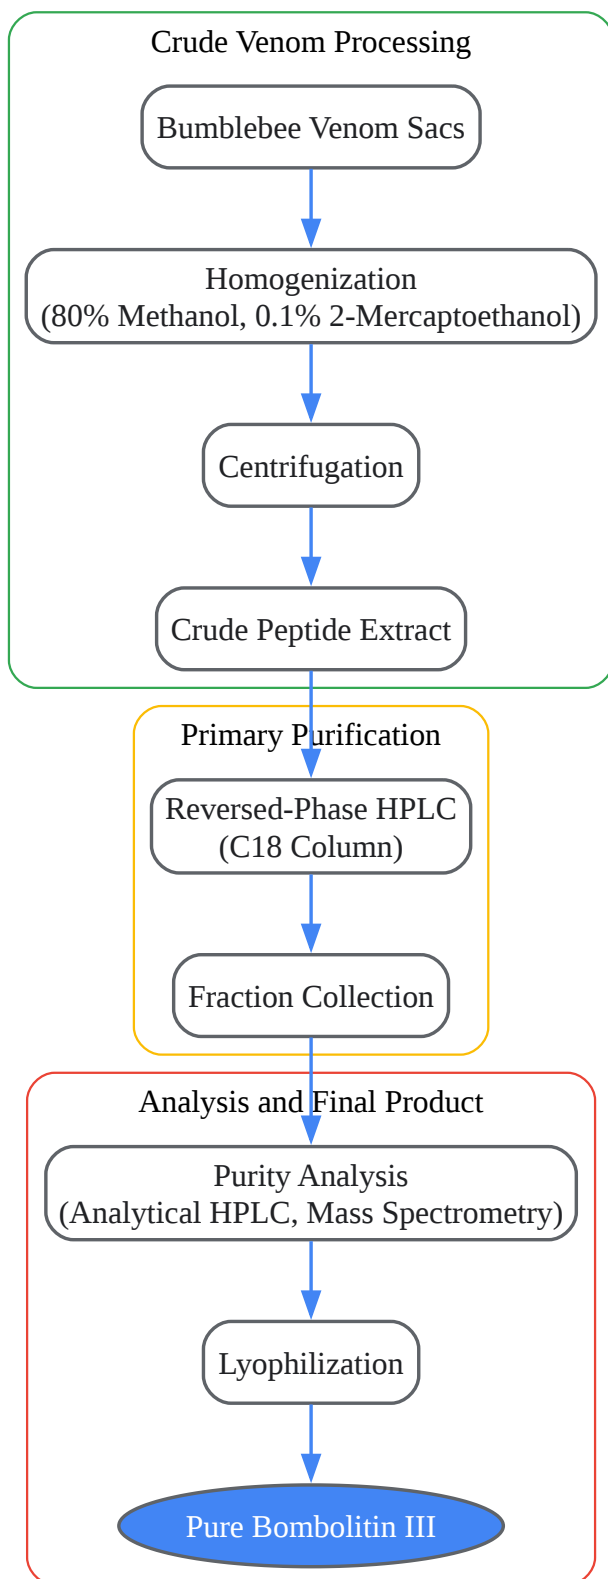 Crude Venom Processing
Bumblebee Venom Sacs
Homogenization
(80% Methanol, 0.1% 2-Mercaptoethanol)
Centrifugation
Crude Peptide Extract
Primary Purification
Reversed-Phase HPLC
(C18 Column)
Fraction Collection
Analysis and Final Product
Purity Analysis
(Analytical HPLC, Mass Spectrometry)
Lyophilization
Pure Bombolitin III